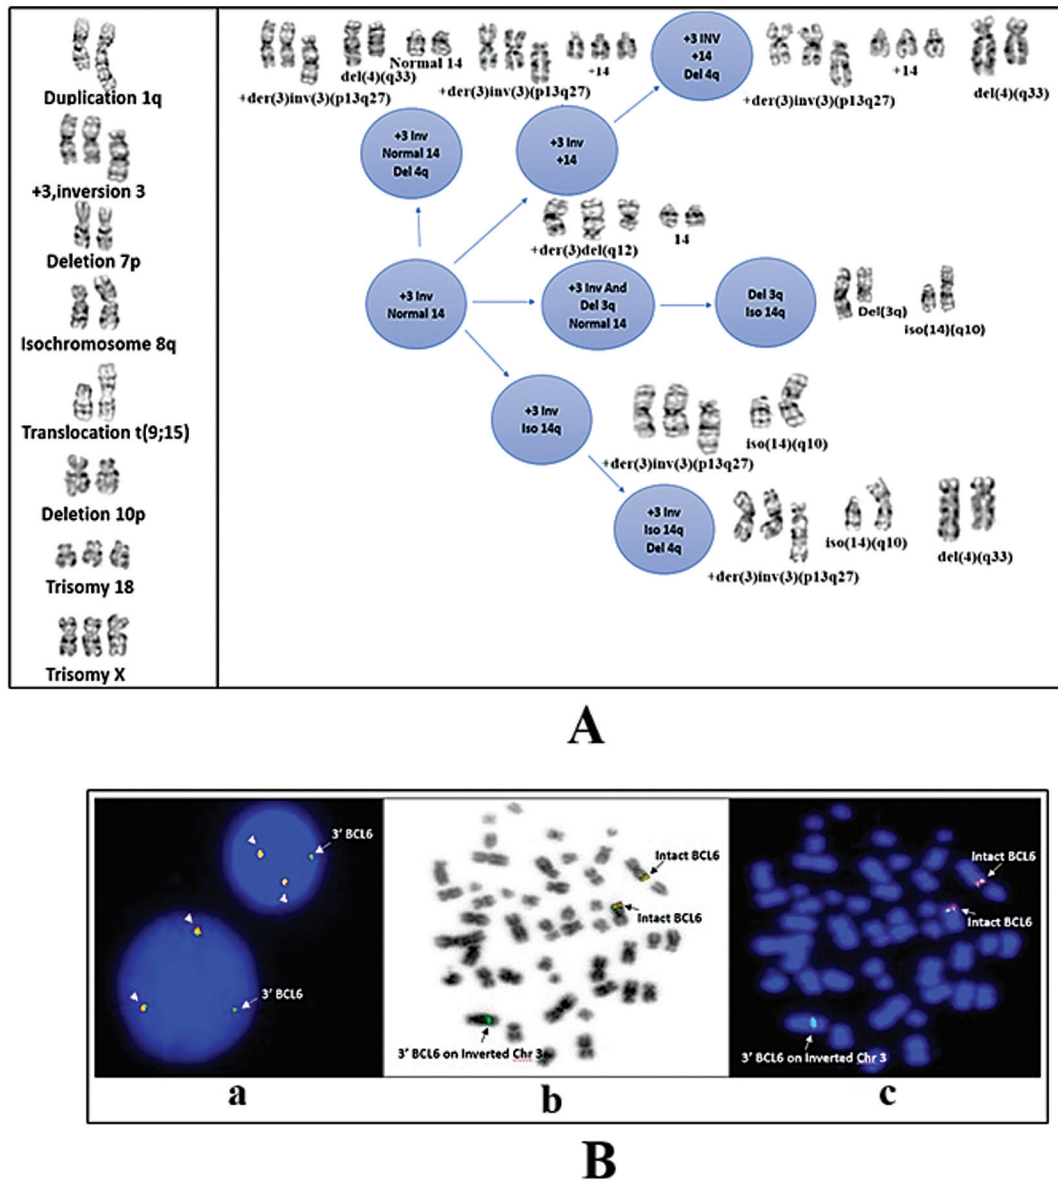 Duplication 1q
+3,inversion 3
Deletion 7p
Isochromosome 8q
Translocation t(9;15)
Deletion 10p
Trisomy 18
Trisomy X
Normal 14
del(4)(q33)
+der(3)inv(3)(p13q27)
+14
+der(3)inv(3)(p13q27)
+3 INV
+14
Del 4q
+14
+der(3)inv(3)(p13q27)
del(4)(q33)
+3 Inv
Normal 14
Del 4q
+3 Inv
+14
14
+der(3)del(q12)
+3 Inv
Normal 14
+3 Inv And
Del 3q
Normal 14
Del 3q
Iso 14q
Del(3q)
iso(14)(q10)
+3 Inv
Iso 14q
iso(14)(q10)
+der(3)inv(3)(p13q27)
+3 Inv
Iso 14q
Del 4q
iso(14)(q10)
del(4)(q33)
+der(3)inv(3)(p13q27)
A
3' BCL6
3' BCL6
a
Intact BCL6
Intact BCL6
3' BCL6 on Inverted Chr 3
b
Intact BCL6
Intact BCL6
3' BCL6 on Inverted Chr 3
c
B